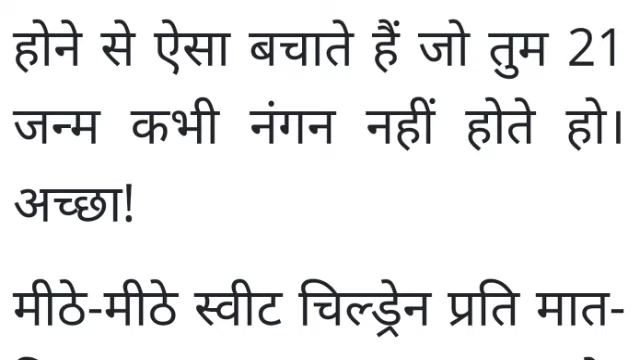 होने से ऐसा बचाते हैं जो तुम 21
जन्म कभी नंगन नहीं होते हो।
अच्छा!
मीठे-मीठे स्वीट चिल्ड्रेन प्रति मात-